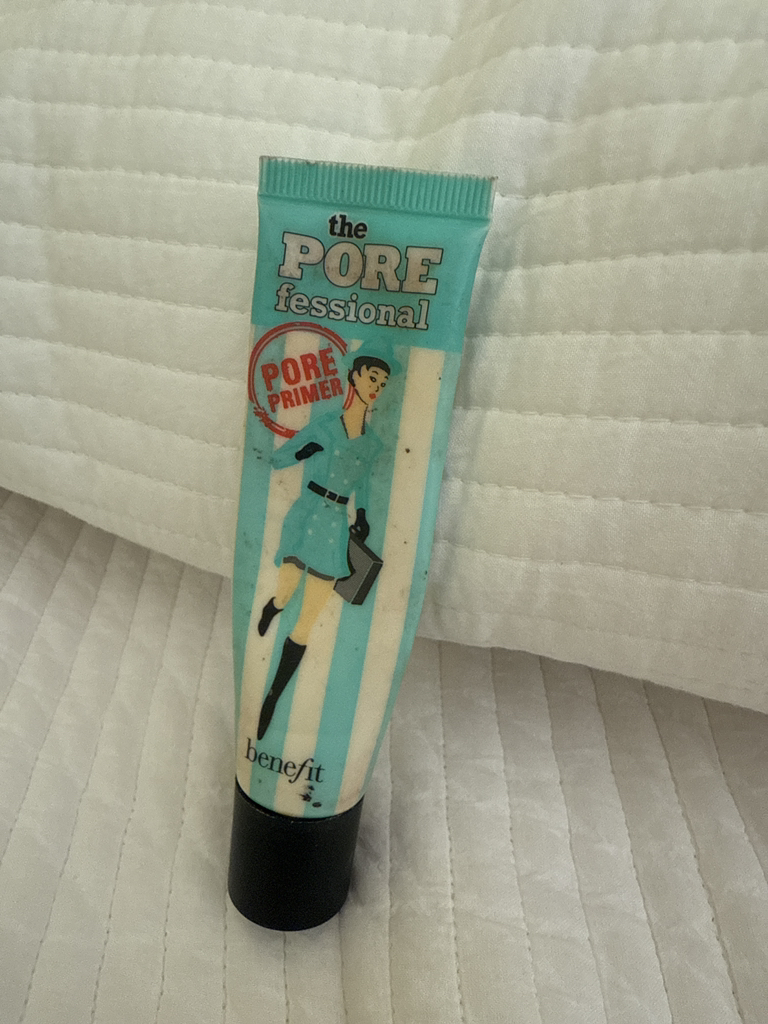 the
PORE
fessional
PORE
PRIMER
benefit